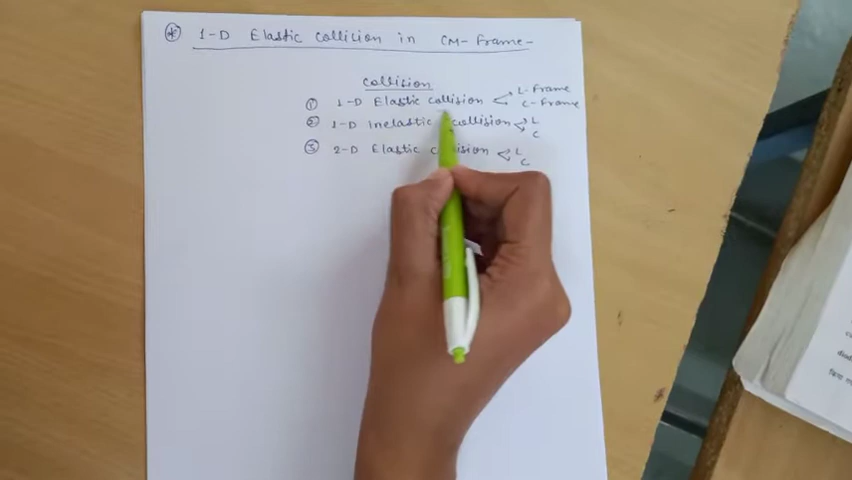 * 1-D Elastic Collision in CM-Frame-
Collision
① 1-D Elastic collision < L-Frame
C-Frame
② 1-D Inelastic collision < L
C
③ 2-D Elastic < L
C